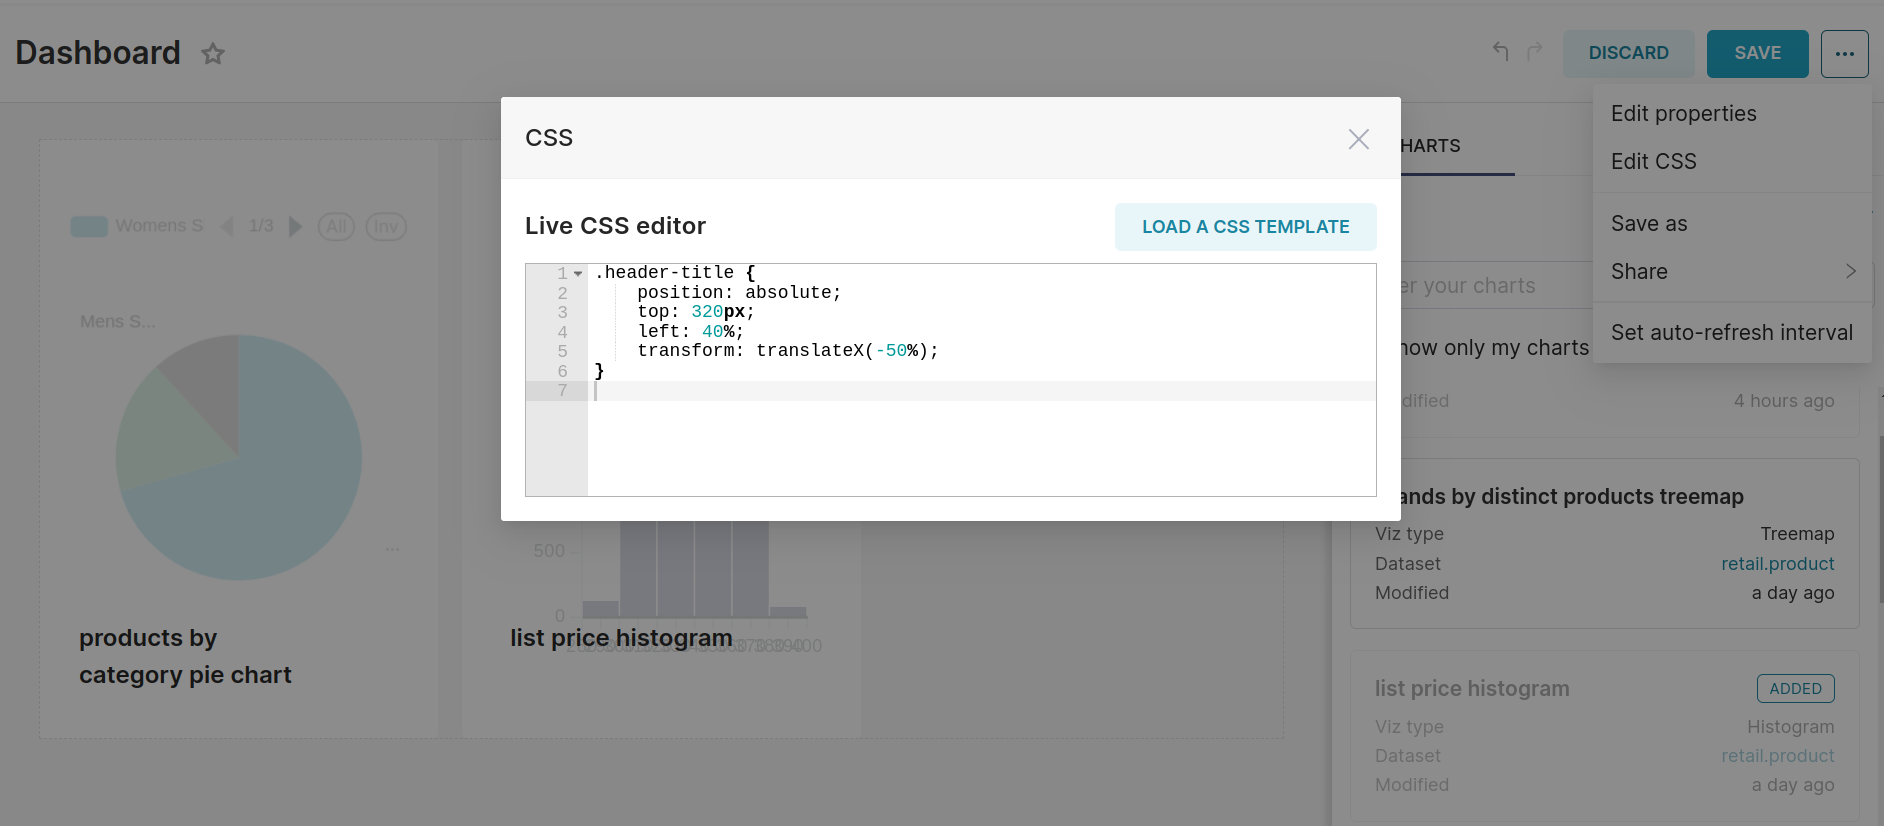 Dashboard
DISCARD
SAVE
...
Edit properties
Edit CSS
Save as
Share
Set auto-refresh interval
CSS
HARTS
Live CSS editor
LOAD A CSS TEMPLATE
1 .header-title {
2 position: absolute;
3 top: 320px;
4 left: 40%;
5 transform: translateX(-50%);
6 }
7
Womens S
1/3
All
Inv
Mens S...
...
products by
category pie chart
500
0
list price histogram
400
er your charts
now only my charts
dified
4 hours ago
ands by distinct products treemap
Viz type
Treemap
Dataset
retail.product
Modified
a day ago
list price histogram
ADDED
Viz type
Histogram
Dataset
retail.product
Modified
a day ago